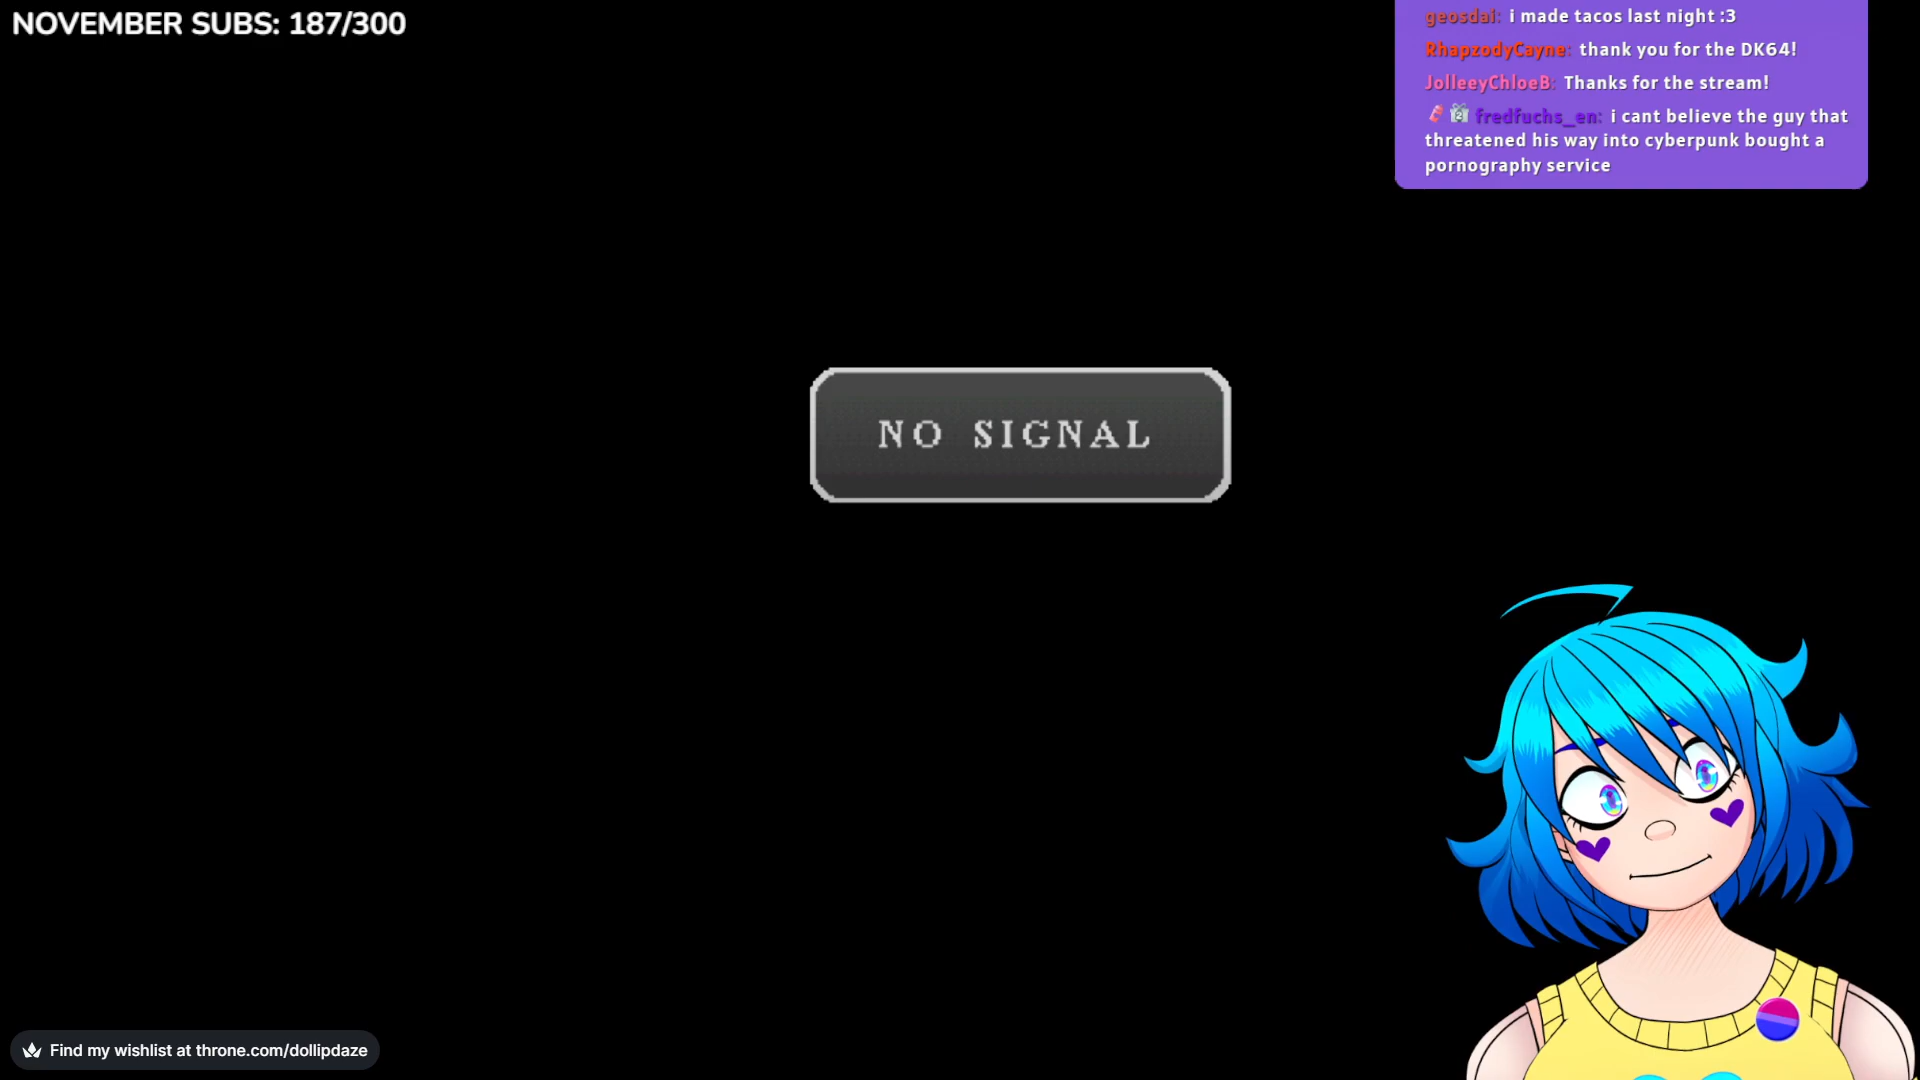 NOVEMBER SUBS: 187/300
geosdai: i made tacos last night :3
RhapzodyCayne: thank you for the DK64!
JolleeyChloeB: Thanks for the stream!
2 fredfuchs_en: i cant believe the guy that
threatened his way into cyberpunk bought a
pornography service
NO SIGNAL
Find my wishlist at throne.com/dollipdaze